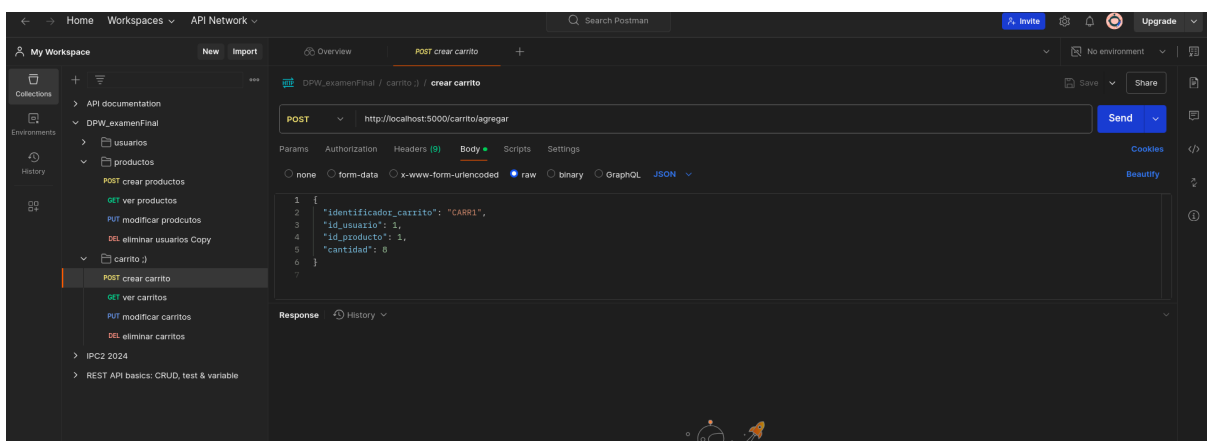 Home Workspaces API Network Search Postman Invite Upgrade
My Workspace New Import Overview POST crear carrito No environment
Collections
Environments
History
API documentation
DPW_examenFinal
usuarios
productos
POST crear productos
GET ver productos
PUT modificar prodcutos
DEL eliminar usuarios Copy
carrito ;)
POST crear carrito
GET ver carritos
PUT modificar carritos
DEL eliminar carritos
IPC2 2024
REST API basics: CRUD, test & variable
HTTP DPW_examenFinal / carrito ;) / crear carrito Save Share
POST http://localhost:5000/carrito/agregar Send
Params Authorization Headers (9) Body Scripts Settings Cookies
none form-data x-www-form-urlencoded raw binary GraphQL JSON Beautify
1 {
2 "identificador_carrito": "CARR1",
3 "id_usuario": 1,
4 "id_producto": 1,
5 "cantidad": 8
6 }
7
Response History